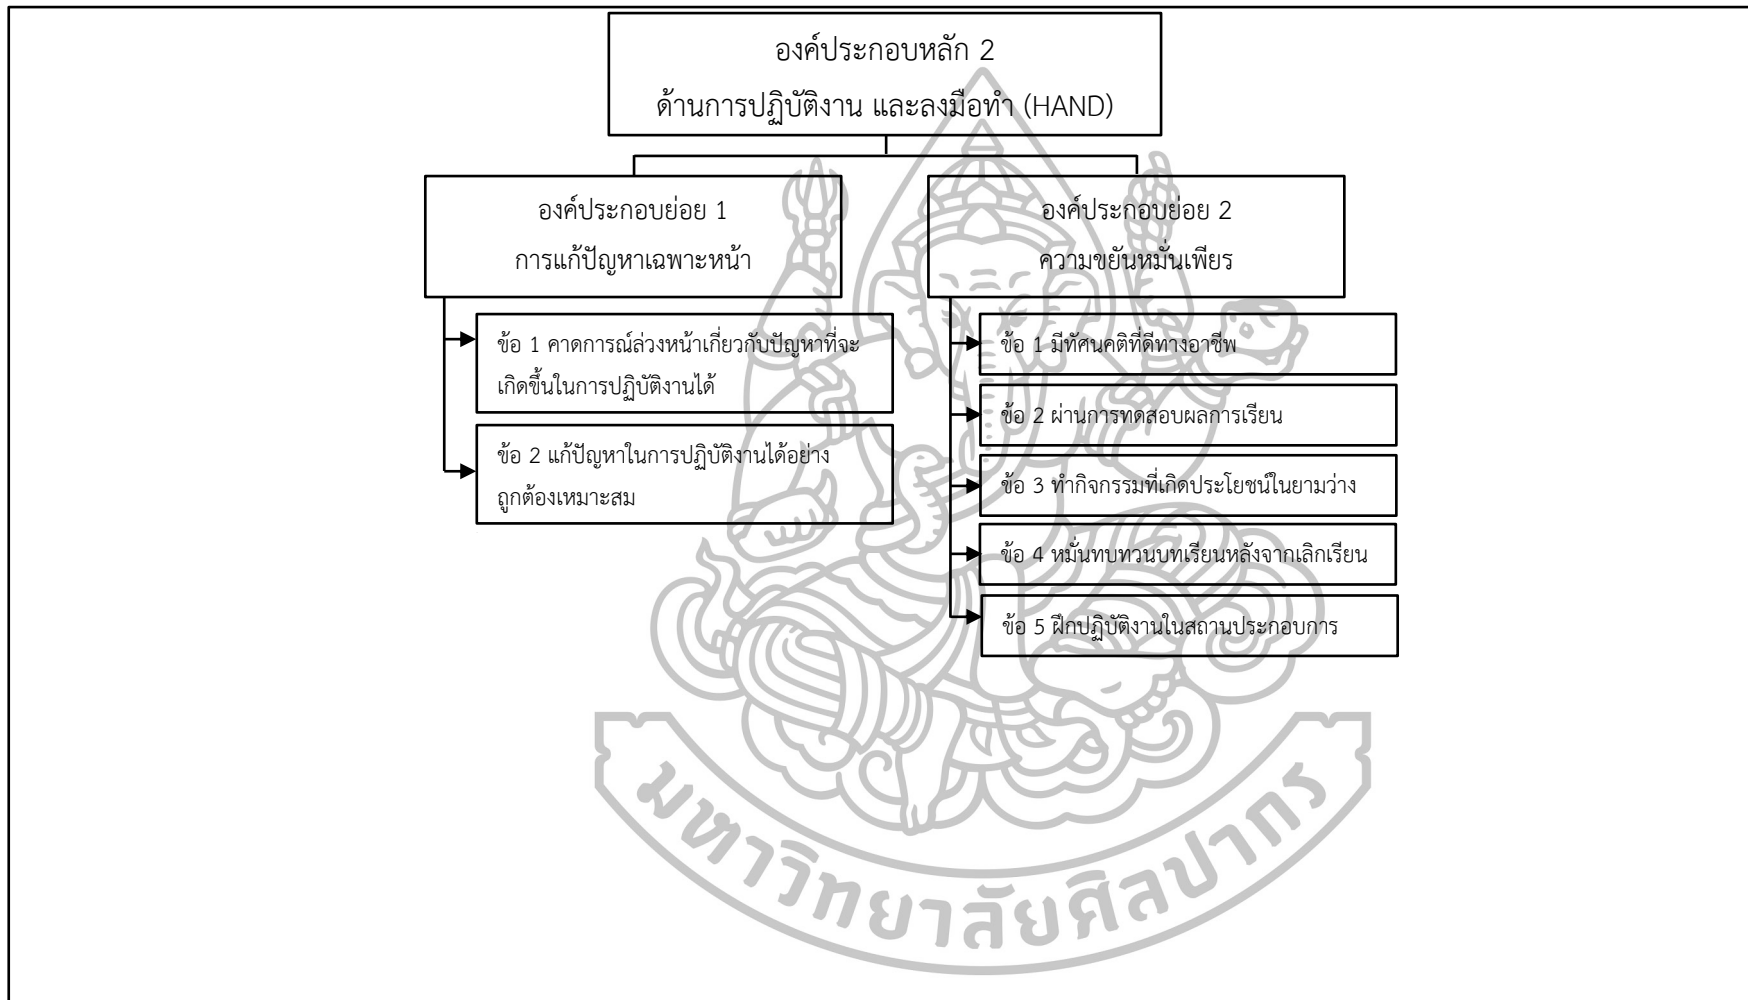 องค์ประกอบหลัก 2
ด้านการปฏิบัติงาน และลงมือทำ (HAND)
องค์ประกอบย่อย 1
การแก้ปัญหาเฉพาะหน้า
ข้อ 1 คาดการณ์ล่วงหน้าเกี่ยวกับปัญหาที่จะ
เกิดขึ้นในการปฏิบัติงานได้
ข้อ 2 แก้ปัญหาในการปฏิบัติงานได้อย่าง
ถูกต้องเหมาะสม
องค์ประกอบย่อย 2
ความขยันหมั่นเพียร
ข้อ 1 มีทัศนคติที่ดีทางอาชีพ
ข้อ 2 ผ่านการทดสอบผลการเรียน
ข้อ 3 ทำกิจกรรมที่เกิดประโยชน์ในยามว่าง
ข้อ 4 หมั่นทบทวนบทเรียนหลังจากเลิกเรียน
ข้อ 5 ฝึกปฏิบัติงานในสถานประกอบการ
มหาวิทยาลัยศิลปากร